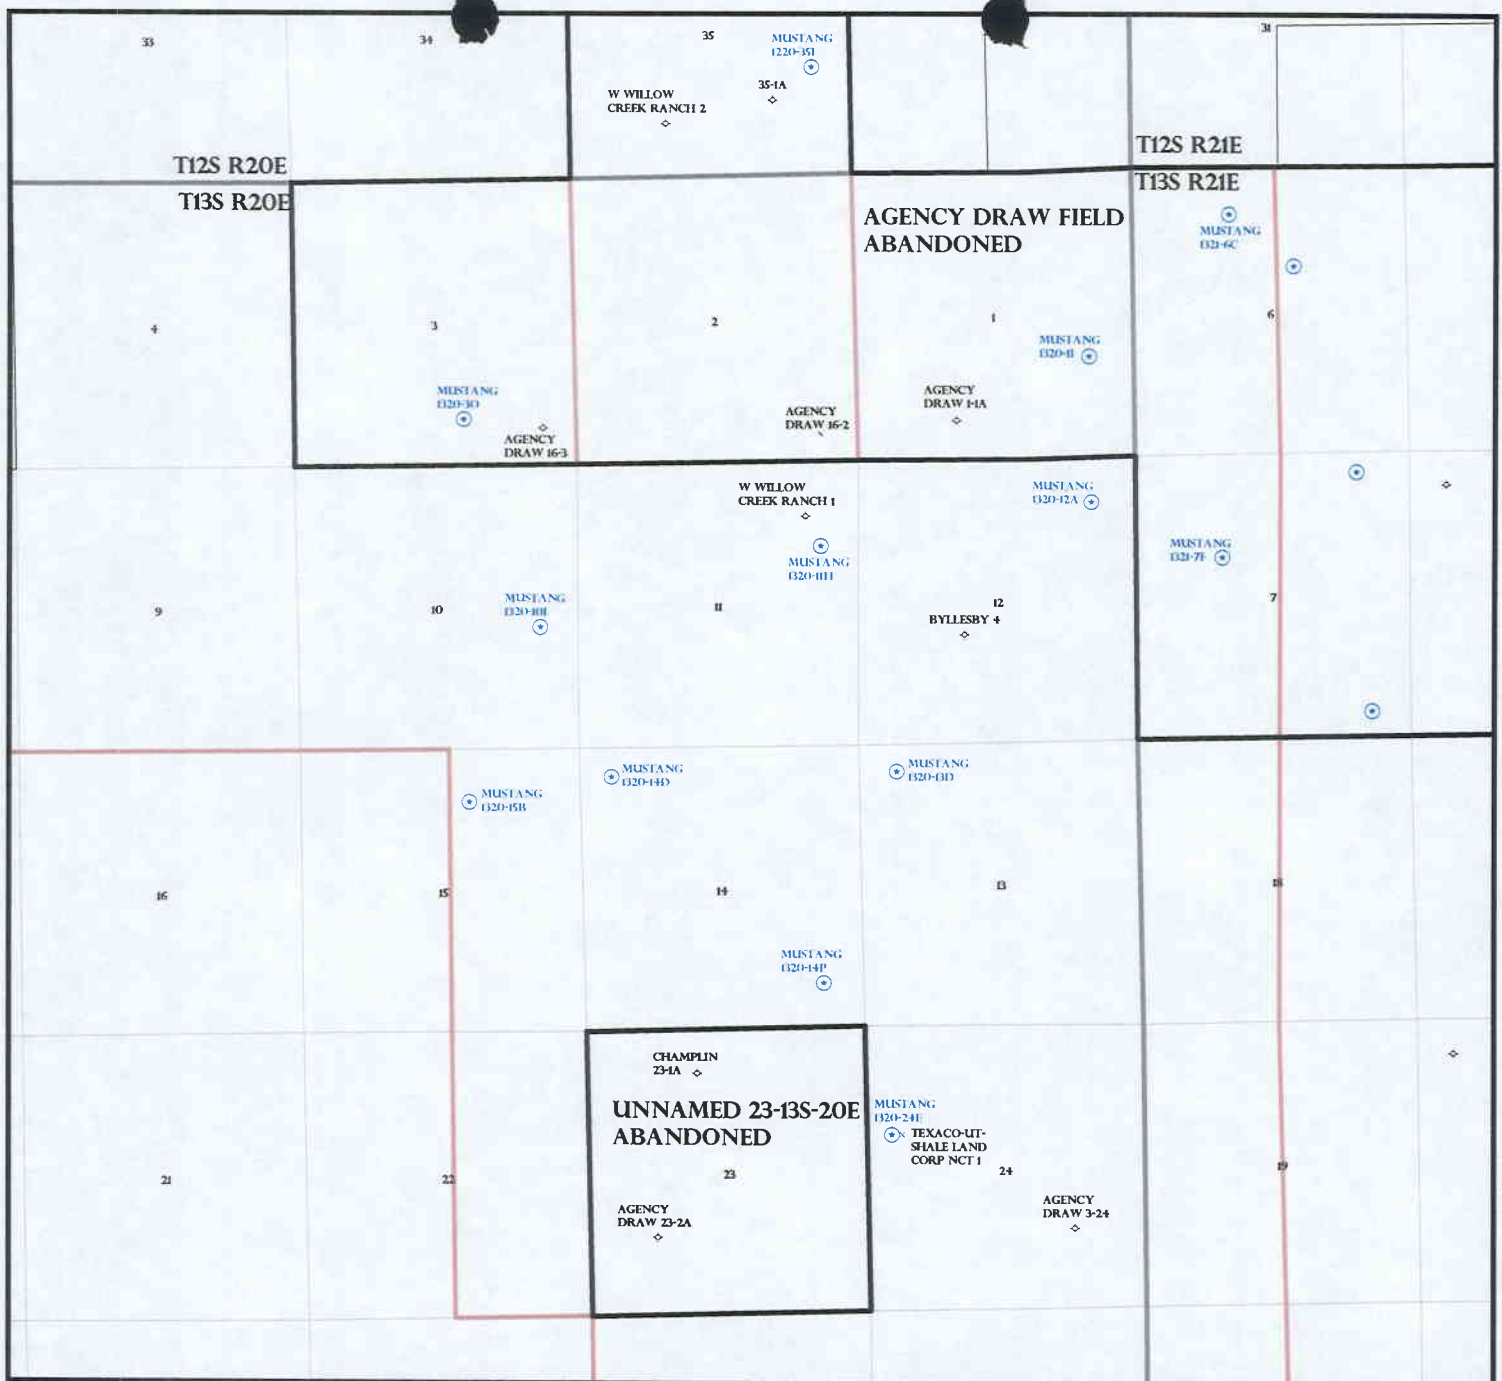 33
34
35
31
MUSTANG
1220-35I
35-1A
W WILLOW
CREEK RANCH 2
T12S R20E
T12S R21E
T13S R20E
T13S R21E
AGENCY DRAW FIELD
ABANDONED
MUSTANG
1321-6C
4
3
2
1
6
MUSTANG
1320-1I
MUSTANG
1320-3O
AGENCY
DRAW 16-3
AGENCY
DRAW 16-2
AGENCY
DRAW 1-1A
W WILLOW
CREEK RANCH 1
MUSTANG
1320-12A
MUSTANG
1320-11H
MUSTANG
1321-7F
9
10
MUSTANG
11
12
7
BYLLESBY 4
MUSTANG
1320-15B
MUSTANG
1320-14D
MUSTANG
1320-13D
16
15
14
13
18
MUSTANG
1320-14P
CHAMPLIN
23-1A
UNNAMED 23-13S-20E
ABANDONED
MUSTANG
1320-24E
TEXACO-UT-
SHALE LAND
CORP NCT 1
21
22
23
24
19
AGENCY
DRAW 23-2A
AGENCY
DRAW 3-24